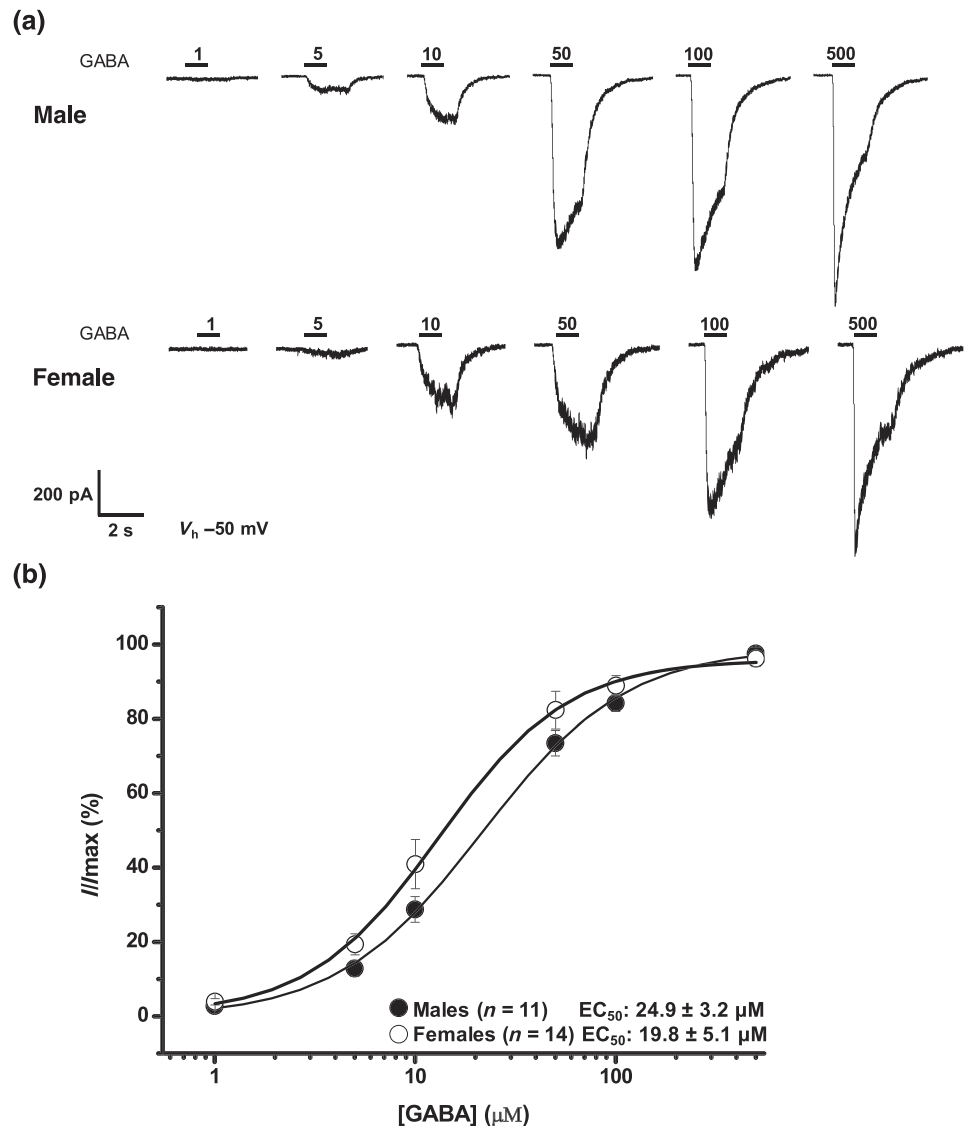 (a)
GABA 1 5 10 50 100 500
Male
GABA 1 5 10 50 100 500
Female
200 pA
2 s Vh –50 mV
(b)
100
80
60
40
20
0
I/Imax (%)
Males (n = 11) EC50: 24.9 ± 3.2 µM
Females (n = 14) EC50: 19.8 ± 5.1 µM
1 10 100
[GABA] (µM)